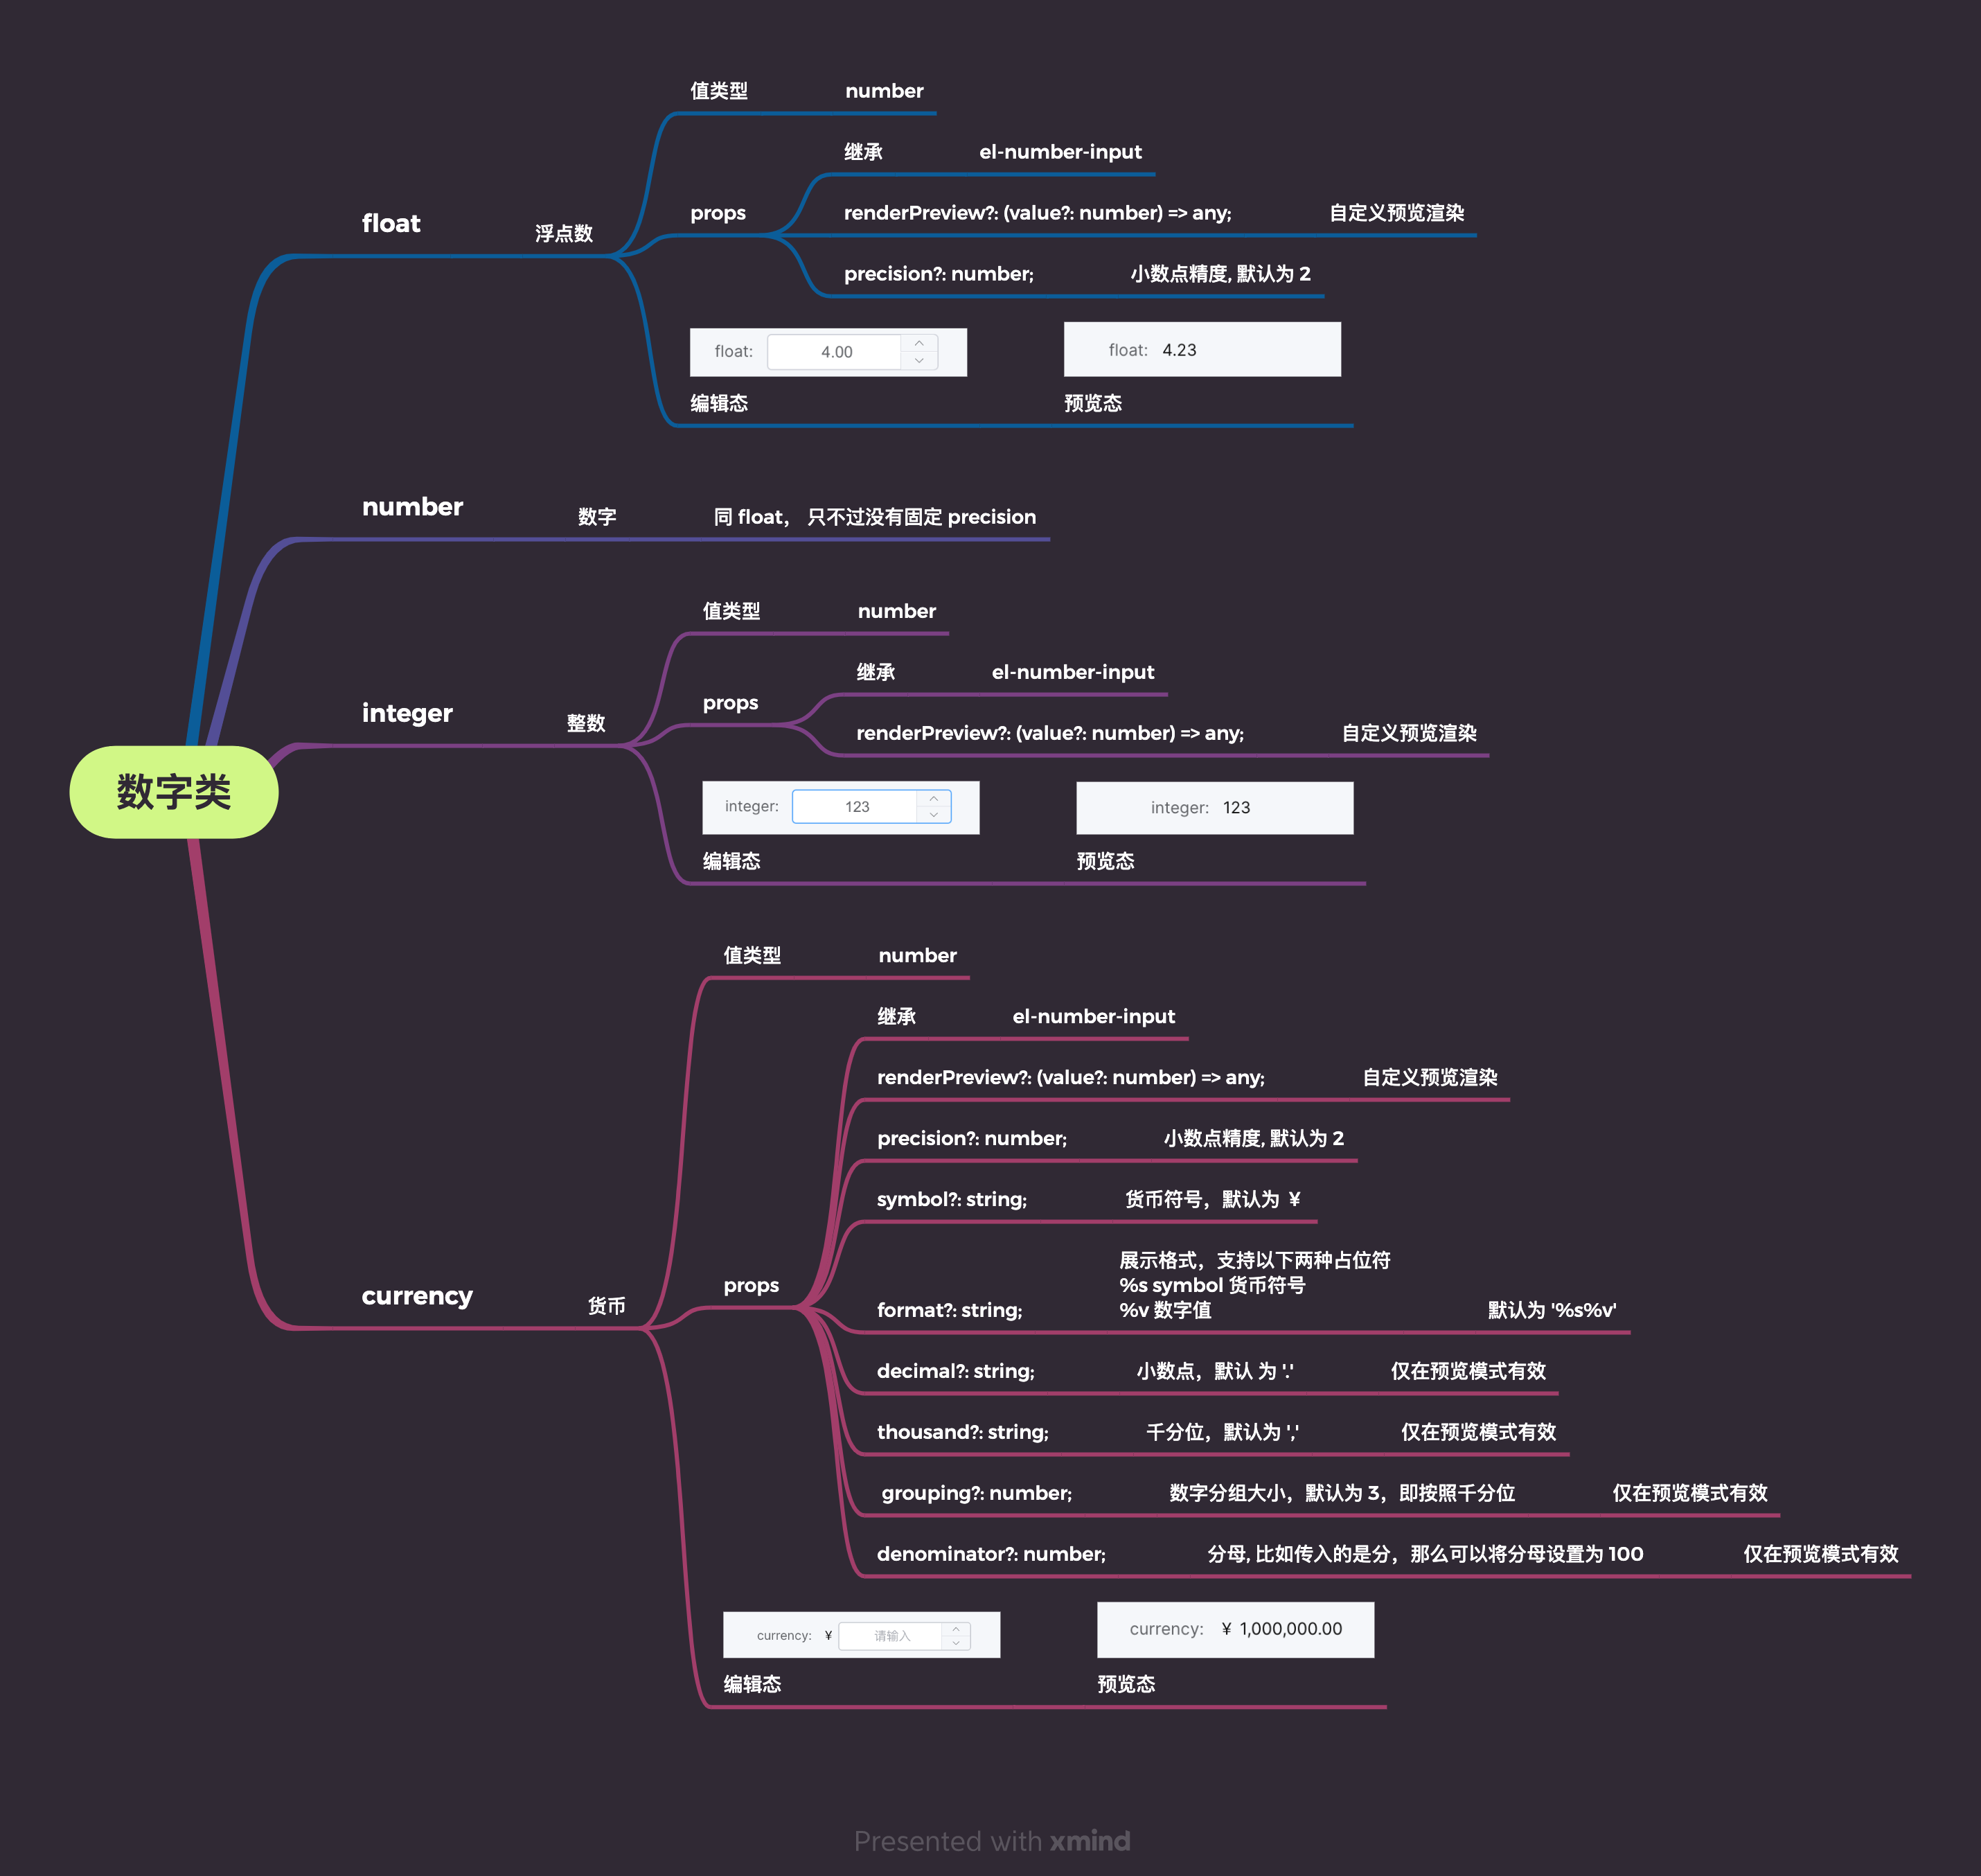 数字类
float
浮点数
值类型 number
props
继承 el-number-input
renderPreview?: (value?: number) => any; 自定义预览渲染
precision?: number; 小数点精度, 默认为 2
float: 4.00
编辑态
float: 4.23
预览态
number
数字
同 float， 只不过没有固定 precision
integer
整数
值类型 number
props
继承 el-number-input
renderPreview?: (value?: number) => any; 自定义预览渲染
integer: 123
编辑态
integer: 123
预览态
currency
货币
值类型 number
props
继承 el-number-input
renderPreview?: (value?: number) => any; 自定义预览渲染
precision?: number; 小数点精度, 默认为 2
symbol?: string; 货币符号，默认为 ¥
format?: string;
展示格式，支持以下两种占位符
%s symbol 货币符号
%v 数字值
默认为 '%s%v'
decimal?: string; 小数点，默认 为 '.' 仅在预览模式有效
thousand?: string; 千分位，默认为 ',' 仅在预览模式有效
grouping?: number; 数字分组大小，默认为 3，即按照千分位 仅在预览模式有效
denominator?: number; 分母, 比如传入的是分，那么可以将分母设置为 100 仅在预览模式有效
currency: ¥ 请输入
编辑态
currency: ¥ 1,000,000.00
预览态
Presented with xmind